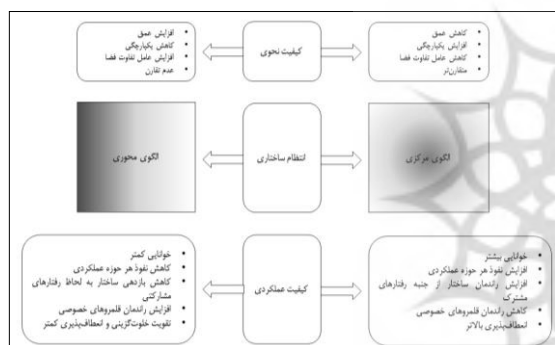 کاهش عمق
افزایش یکپارچگی
کاهش عامل تفاوت فضا
متقارن‌تر
کیفیت نحوی
افزایش عمق
کاهش یکپارچگی
افزایش عامل تفاوت فضا
عدم تقارن
الگوی مرکزی
انتظام ساختاری
الگوی محوری
خوانایی بیشتر
افزایش نفوذ هر حوزه عملکردی
افزایش راندمان ساختار از جنبه رفتارهای
مشترک
کاهش راندمان قلمروهای خصوصی
انعطاف‌پذیری بالاتر
کیفیت عملکردی
خوانایی کمتر
کاهش نفوذ هر حوزه عملکردی
کاهش بازدهی ساختار به لحاظ رفتارهای
مشارکتی
افزایش راندمان قلمروهای خصوصی
تقویت خلوت‌گزینی و انعطاف‌پذیری کمتر